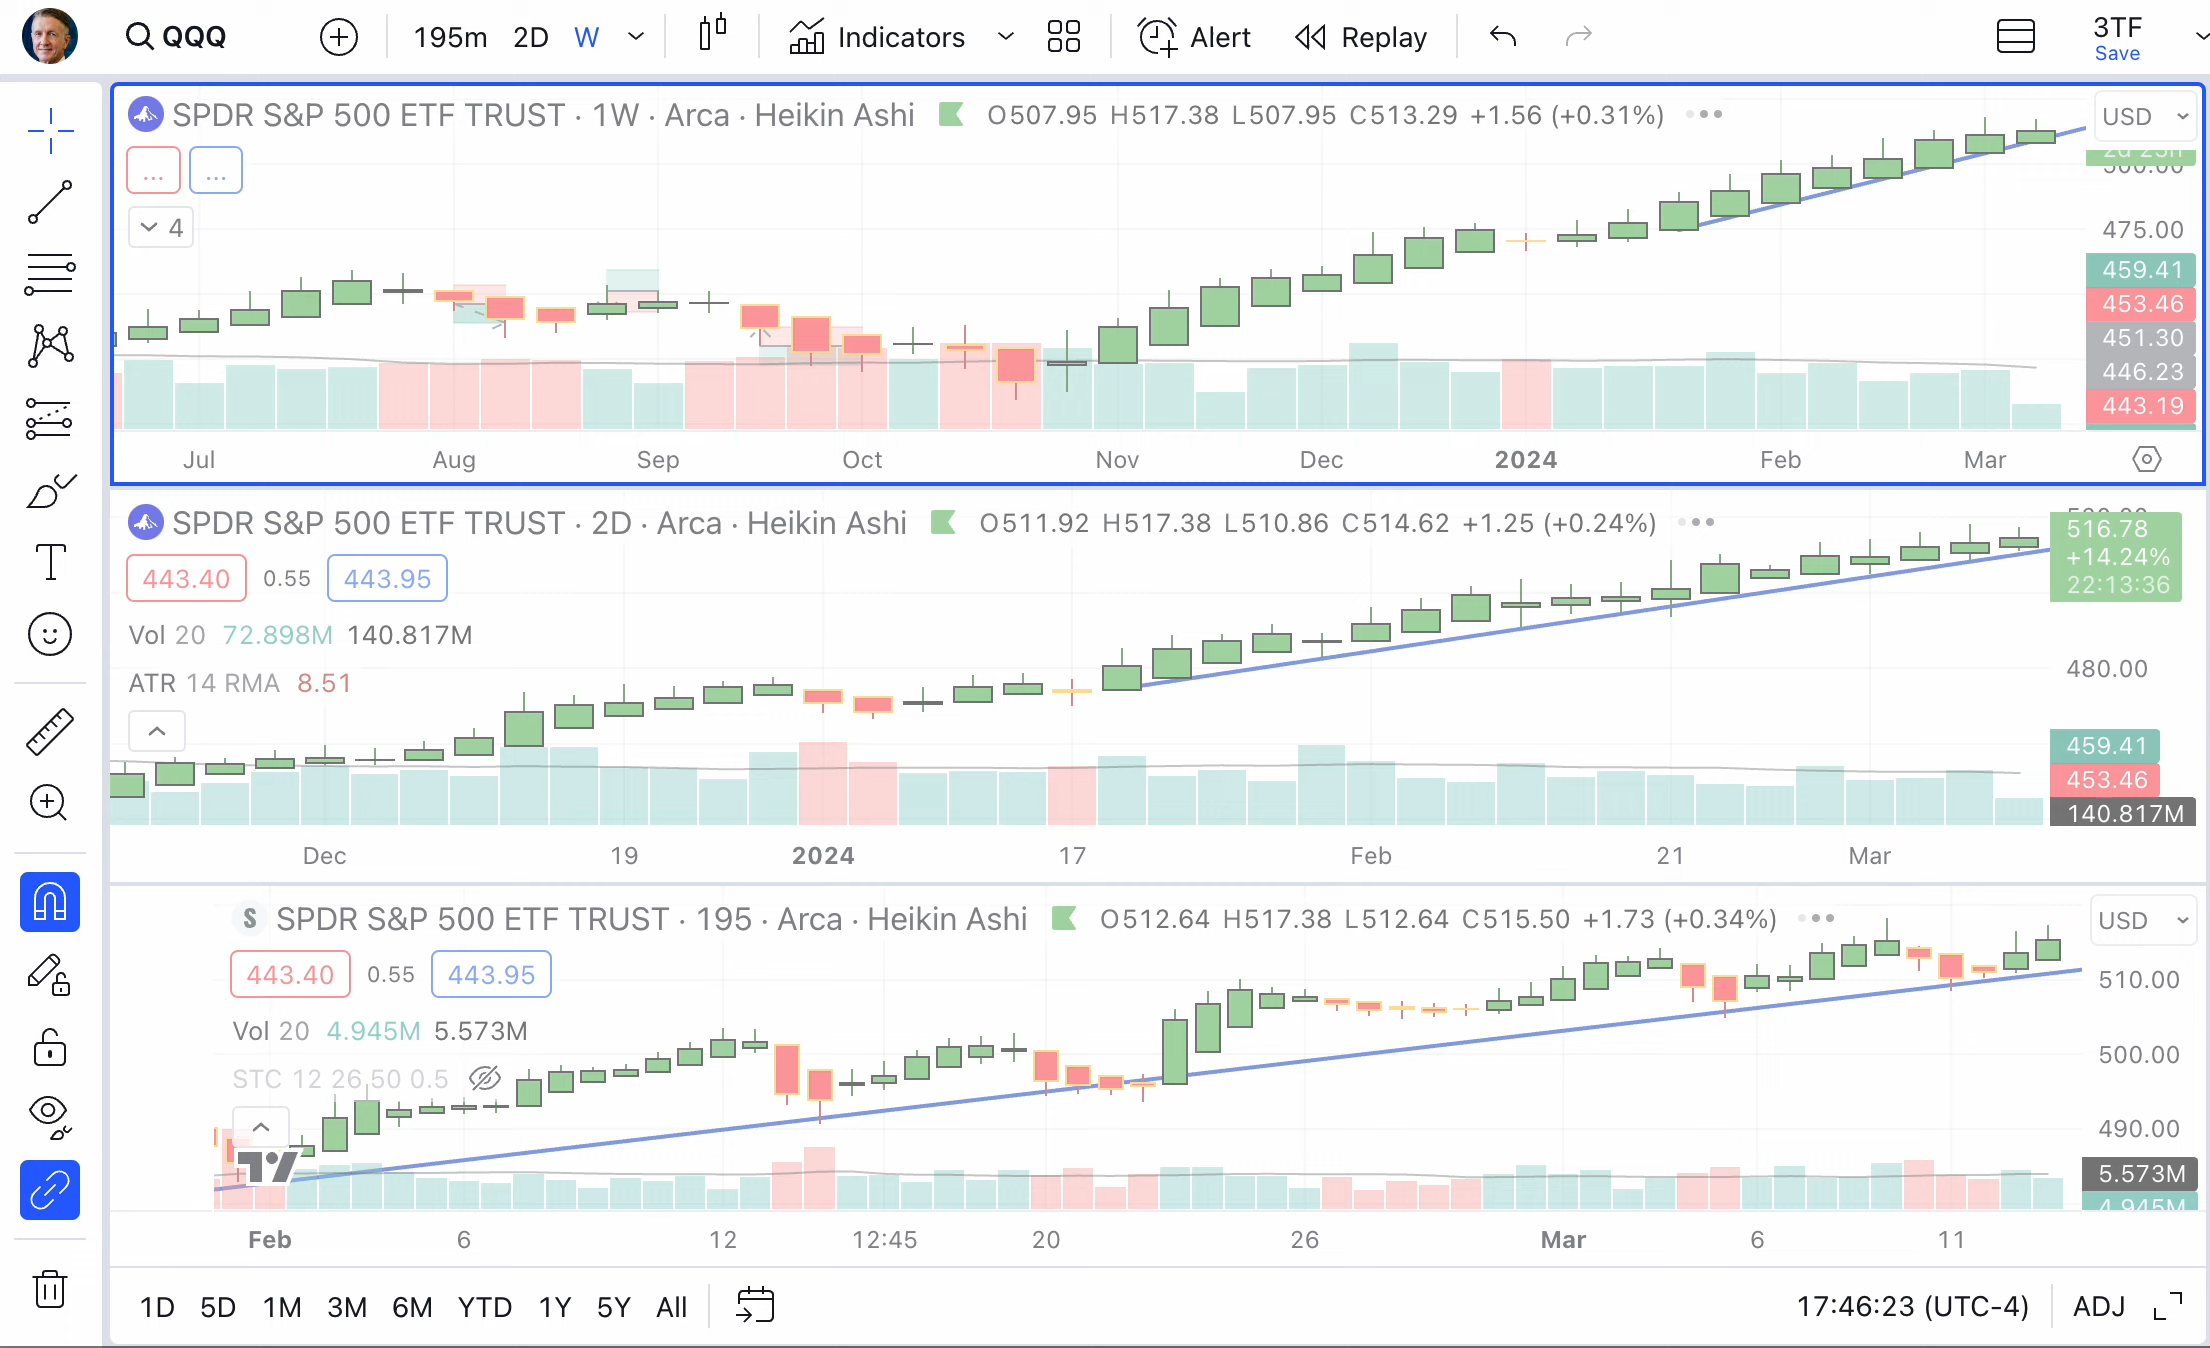 QQQ 195m 2D W Indicators Alert Replay 3TF
Save
SPDR S&P 500 ETF TRUST · 1W · Arca · Heikin Ashi O507.95 H517.38 L507.95 C513.29 +1.56 (+0.31%) USD
... ...
2d 23h
500.00
4
475.00
459.41
453.46
451.30
446.23
443.19
Jul Aug Sep Oct Nov Dec 2024 Feb Mar
SPDR S&P 500 ETF TRUST · 2D · Arca · Heikin Ashi O511.92 H517.38 L510.86 C514.62 +1.25 (+0.24%)
516.78
+14.24%
22:13:36
443.40 0.55 443.95
Vol 20 72.898M 140.817M
ATR 14 RMA 8.51
480.00
459.41
453.46
140.817M
Dec 19 2024 17 Feb 21 Mar
S SPDR S&P 500 ETF TRUST · 195 · Arca · Heikin Ashi O512.64 H517.38 L512.64 C515.50 +1.73 (+0.34%) USD
443.40 0.55 443.95
510.00
Vol 20 4.945M 5.573M
500.00
STC 12 26 50 0.5
490.00
5.573M
4.945M
Feb 6 12 12:45 20 26 Mar 6 11
1D 5D 1M 3M 6M YTD 1Y 5Y All 17:46:23 (UTC-4) ADJ